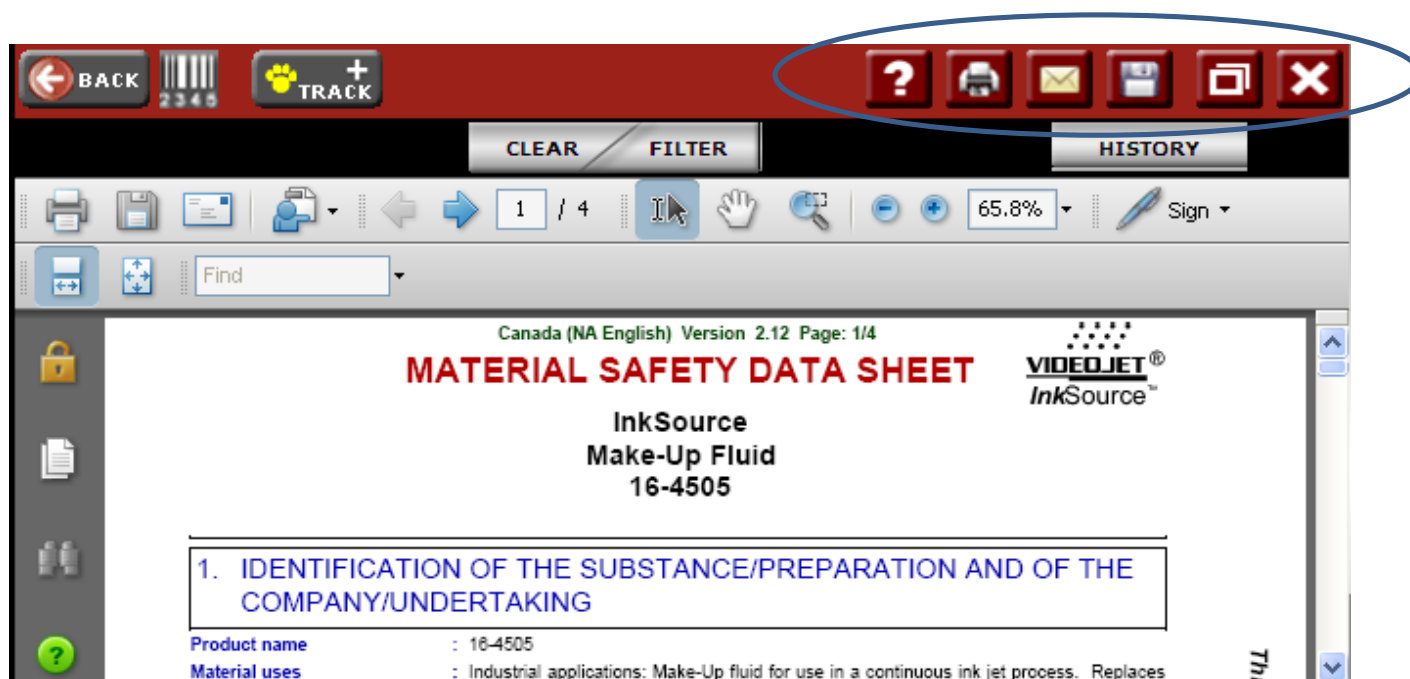 BACK
2345
+
TRACK
?
CLEAR FILTER
HISTORY
1 / 4
65.8%
Sign
Find
Canada (NA English) Version 2.12 Page: 1/4
MATERIAL SAFETY DATA SHEET
VIDEOJET®
InkSource™
InkSource
Make-Up Fluid
16-4505
1. IDENTIFICATION OF THE SUBSTANCE/PREPARATION AND OF THE
COMPANY/UNDERTAKING
?
Product name : 16-4505
Material uses : Industrial applications: Make-Up fluid for use in a continuous ink jet process. Replaces